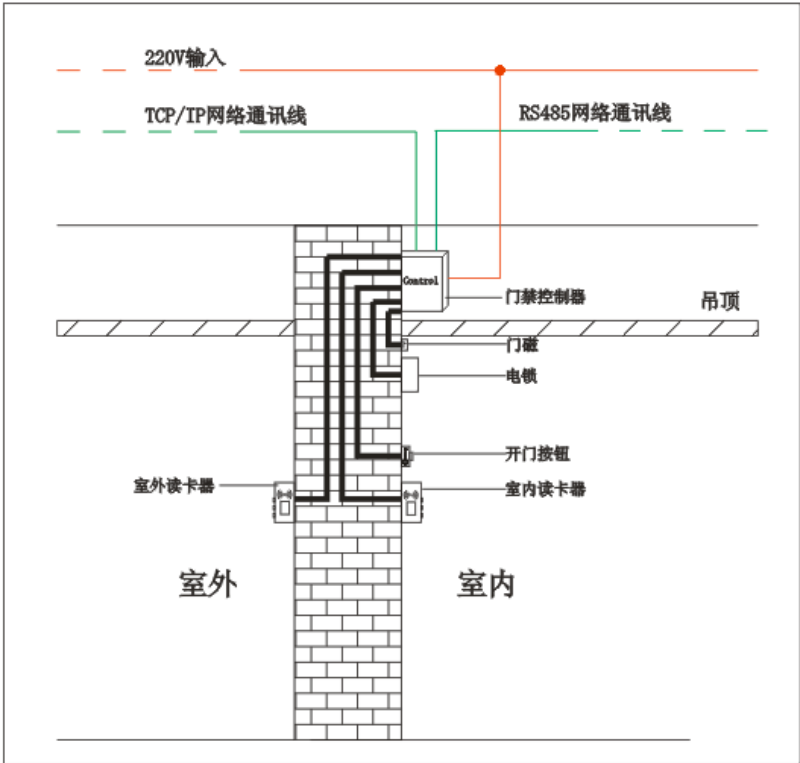 220V输入
TCP/IP网络通讯线
RS485网络通讯线
Control
门禁控制器
吊顶
门磁
电锁
开门按钮
室外读卡器
室内读卡器
室外
室内